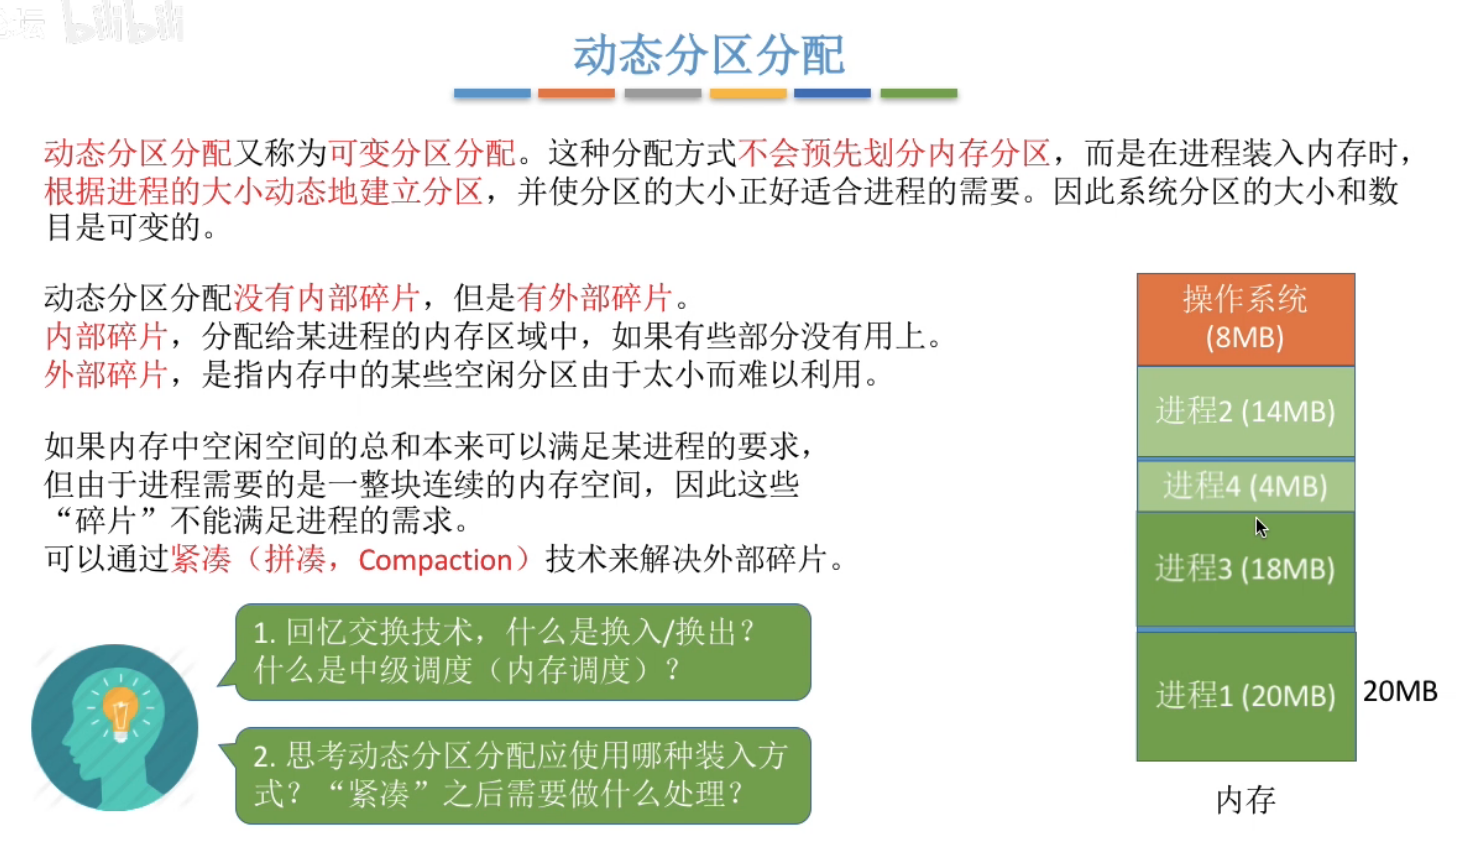 坛 bilibili
动态分区分配
动态分区分配又称为可变分区分配。这种分配方式不会预先划分内存分区，而是在进程装入内存时，
根据进程的大小动态地建立分区，并使分区的大小正好适合进程的需要。因此系统分区的大小和数
目是可变的。
动态分区分配没有内部碎片，但是有外部碎片。
内部碎片，分配给某进程的内存区域中，如果有些部分没有用上。
外部碎片，是指内存中的某些空闲分区由于太小而难以利用。
如果内存中空闲空间的总和本来可以满足某进程的要求，
但由于进程需要的是一整块连续的内存空间，因此这些
“碎片”不能满足进程的需求。
可以通过紧凑（拼凑，Compaction）技术来解决外部碎片。
1. 回忆交换技术，什么是换入/换出？
什么是中级调度（内存调度）？
2. 思考动态分区分配应使用哪种装入方
式？“紧凑”之后需要做什么处理？
操作系统
(8MB)
进程2 (14MB)
进程4 (4MB)
进程3 (18MB)
进程1 (20MB)
20MB
内存